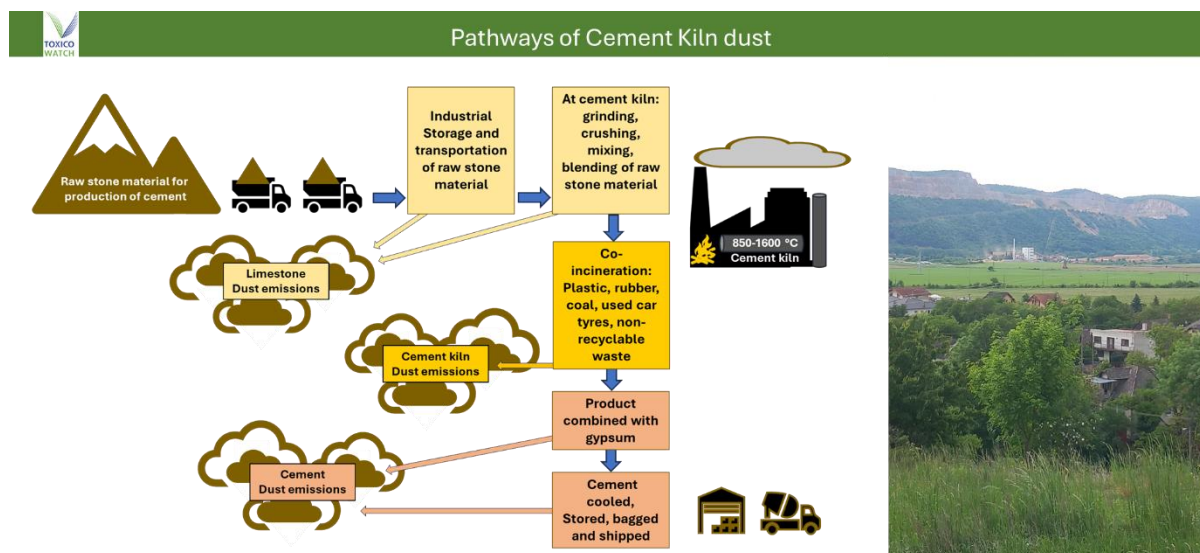 TOXICO
WATCH
Pathways of Cement Kiln dust
Raw stone material for
production of cement
Industrial
Storage and
transportation
of raw stone
material
At cement kiln:
grinding,
crushing,
mixing,
blending of raw
stone material
850-1600 °C
Cement kiln
Limestone
Dust emissions
Co-
incineration:
Plastic, rubber,
coal, used car
tyres, non-
recyclable
waste
Cement kiln
Dust emissions
Product
combined with
gypsum
Cement
Dust emissions
Cement
cooled,
Stored, bagged
and shipped